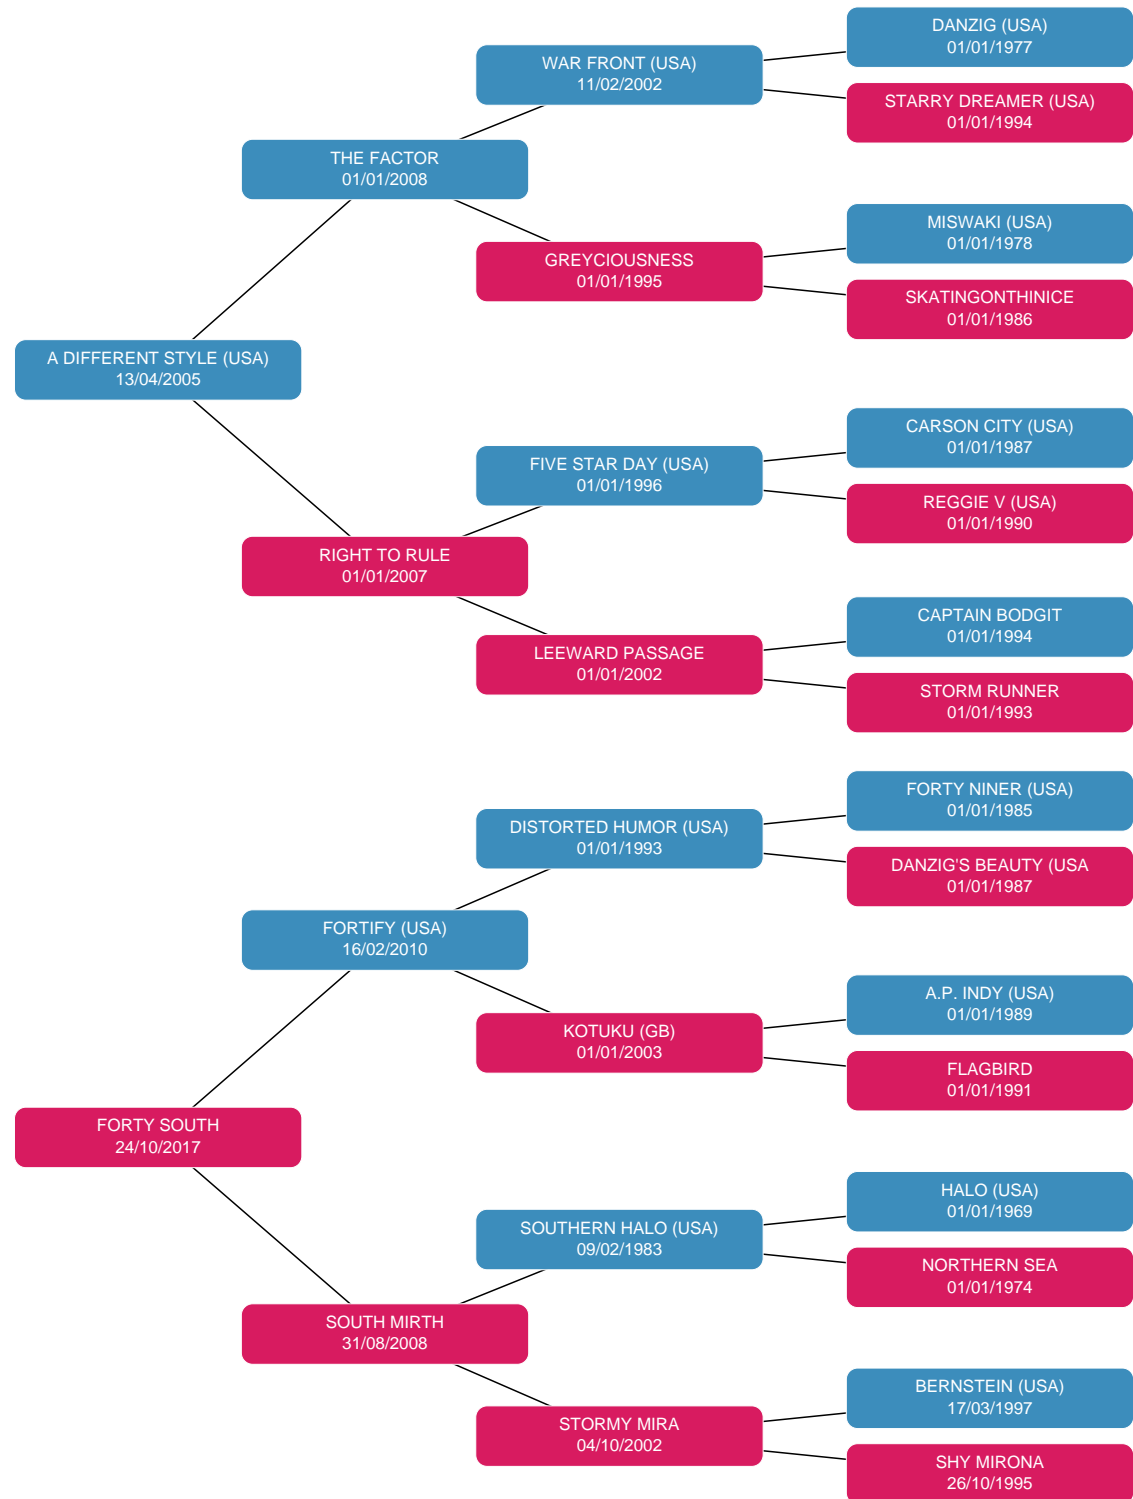 DANZIG (USA)
01/01/1977
WAR FRONT (USA)
11/02/2002
STARRY DREAMER (USA)
01/01/1994
THE FACTOR
01/01/2008
MISWAKI (USA)
01/01/1978
GREYCIOUSNESS
01/01/1995
SKATINGONTHINICE
01/01/1986
A DIFFERENT STYLE (USA)
13/04/2005
CARSON CITY (USA)
01/01/1987
FIVE STAR DAY (USA)
01/01/1996
REGGIE V (USA)
01/01/1990
RIGHT TO RULE
01/01/2007
CAPTAIN BODGIT
01/01/1994
LEEWARD PASSAGE
01/01/2002
STORM RUNNER
01/01/1993
FORTY NINER (USA)
01/01/1985
DISTORTED HUMOR (USA)
01/01/1993
DANZIG'S BEAUTY (USA
01/01/1987
FORTIFY (USA)
16/02/2010
A.P. INDY (USA)
01/01/1989
KOTUKU (GB)
01/01/2003
FLAGBIRD
01/01/1991
FORTY SOUTH
24/10/2017
HALO (USA)
01/01/1969
SOUTHERN HALO (USA)
09/02/1983
NORTHERN SEA
01/01/1974
SOUTH MIRTH
31/08/2008
BERNSTEIN (USA)
17/03/1997
STORMY MIRA
04/10/2002
SHY MIRONA
26/10/1995